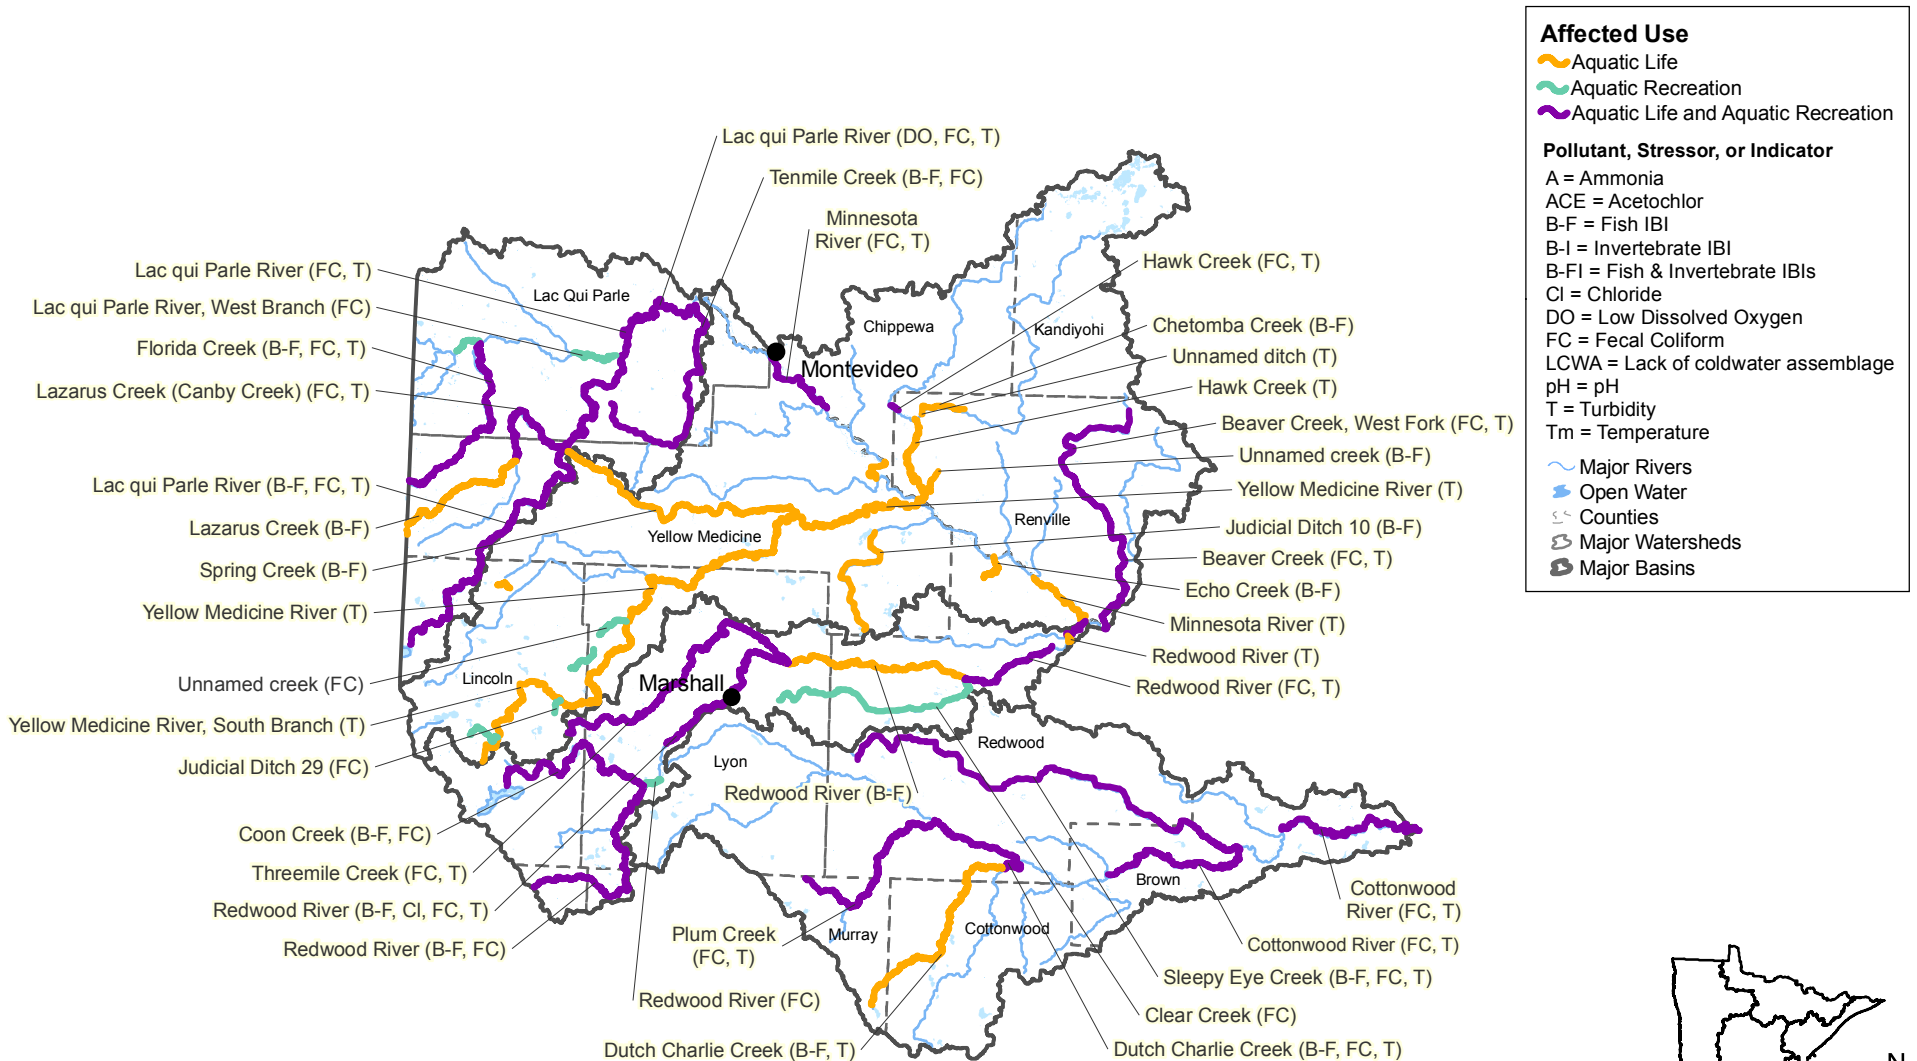 Affected Use
Aquatic Life
Aquatic Recreation
Aquatic Life and Aquatic Recreation
Pollutant, Stressor, or Indicator
A = Ammonia
ACE = Acetochlor
B-F = Fish IBI
B-I = Invertebrate IBI
B-FI = Fish & Invertebrate IBIs
Cl = Chloride
DO = Low Dissolved Oxygen
FC = Fecal Coliform
LCWA = Lack of coldwater assemblage
pH = pH
T = Turbidity
Tm = Temperature
Major Rivers
Open Water
Counties
Major Watersheds
Major Basins
Lac qui Parle River (DO, FC, T)
Tenmile Creek (B-F, FC)
Minnesota
River (FC, T)
Lac qui Parle River (FC, T)
Lac qui Parle River, West Branch (FC)
Florida Creek (B-F, FC, T)
Lazarus Creek (Canby Creek) (FC, T)
Lac qui Parle River (B-F, FC, T)
Lazarus Creek (B-F)
Spring Creek (B-F)
Yellow Medicine River (T)
Unnamed creek (FC)
Yellow Medicine River, South Branch (T)
Judicial Ditch 29 (FC)
Coon Creek (B-F, FC)
Threemile Creek (FC, T)
Redwood River (B-F, Cl, FC, T)
Redwood River (B-F, FC)
Lac Qui Parle
Chippewa
Kandiyohi
Montevideo
Yellow Medicine
Renville
Lincoln
Marshall
Lyon
Redwood
Redwood River (B-F)
Brown
Murray
Cottonwood
Hawk Creek (FC, T)
Chetomba Creek (B-F)
Unnamed ditch (T)
Hawk Creek (T)
Beaver Creek, West Fork (FC, T)
Unnamed creek (B-F)
Yellow Medicine River (T)
Judicial Ditch 10 (B-F)
Beaver Creek (FC, T)
Echo Creek (B-F)
Minnesota River (T)
Redwood River (T)
Redwood River (FC, T)
Cottonwood
River (FC, T)
Cottonwood River (FC, T)
Sleepy Eye Creek (B-F, FC, T)
Clear Creek (FC)
Dutch Charlie Creek (B-F, FC, T)
Plum Creek
(FC, T)
Redwood River (FC)
Dutch Charlie Creek (B-F, T)
N